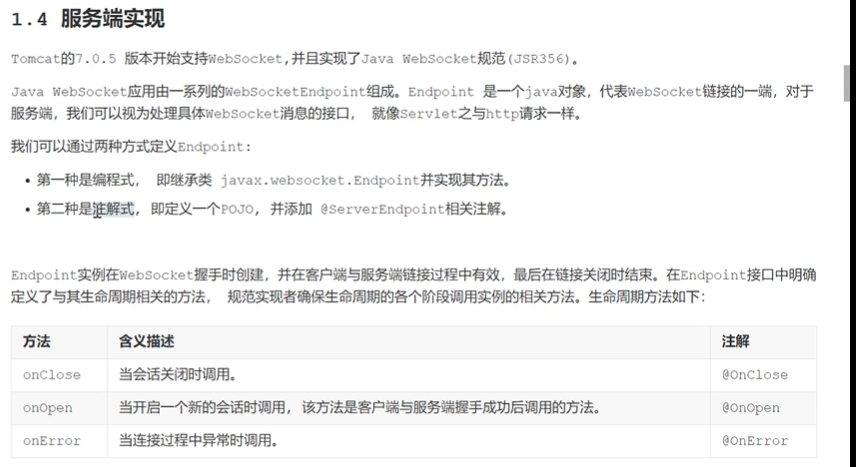 1.4 服务端实现
Tomcat的7.0.5 版本开始支持WebSocket,并且实现了Java WebSocket规范(JSR356)。
Java WebSocket应用由一系列的WebSocketEndpoint组成。Endpoint 是一个java对象，代表WebSocket链接的一端，对于
服务端，我们可以视为处理具体WebSocket消息的接口， 就像Servlet之与http请求一样。
我们可以通过两种方式定义Endpoint:
• 第一种是编程式， 即继承类 javax.websocket.Endpoint并实现其方法。
• 第二种是注解式，即定义一个POJO，并添加 @ServerEndpoint相关注解。
Endpoint实例在WebSocket握手时创建，并在客户端与服务端链接过程中有效，最后在链接关闭时结束。在Endpoint接口中明确
定义了与其生命周期相关的方法， 规范实现者确保生命周期的各个阶段调用实例的相关方法。生命周期方法如下：
方法 含义描述 注解
onClose 当会话关闭时调用。 @OnClose
onOpen 当开启一个新的会话时调用，该方法是客户端与服务端握手成功后调用的方法。 @OnOpen
onError 当连接过程中异常时调用。 @OnError